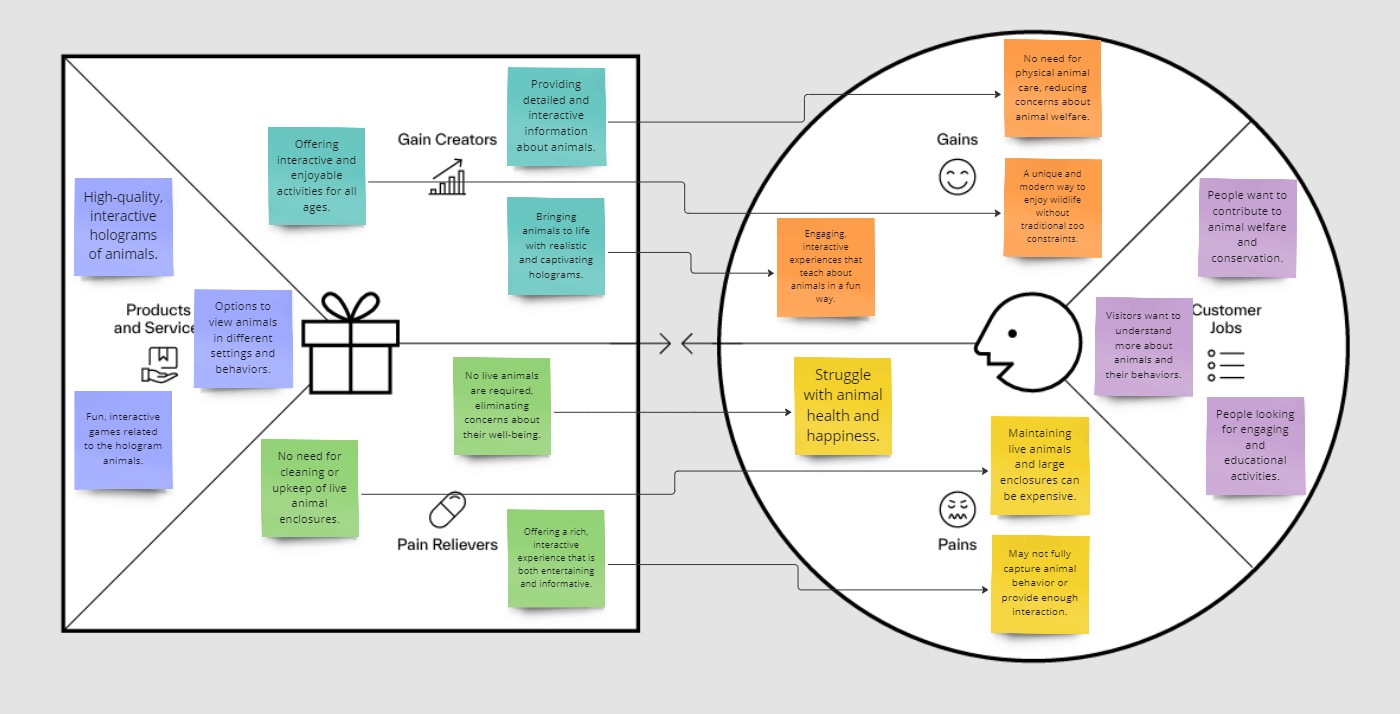 Gain Creators
Providing
detailed and
interactive
information
about animals.
Offering
interactive and
enjoyable
activities for all
ages.
Bringing
animals to life
with realistic
and captivating
holograms.
High-quality,
interactive
holograms
of animals.
Products
and Service
Options to
view animals
in different
settings and
behaviors.
Fun, interactive
games related
to the hologram
animals.
No live animals
are required,
eliminating
concerns about
their well-being.
No need for
cleaning or
upkeep of live
animal
enclosures.
Pain Relievers
Offering a rich,
interactive
experience that is
both entertaining
and informative.
Gains
No need for
physical animal
care, reducing
concerns about
animal welfare.
A unique and
modern way to
enjoy wildlife
without
traditional zoo
constraints.
Engaging,
interactive
experiences that
teach about
animals in a fun
way.
People want to
contribute to
animal welfare
and
conservation.
Visitors want to
understand
more about
animals and
their behaviors.
Customer
Jobs
People looking
for engaging
and
educational
activities.
Struggle
with animal
health and
happiness.
Maintaining
live animals
and large
enclosures can
be expensive.
Pains
May not fully
capture animal
behavior or
provide enough
interaction.